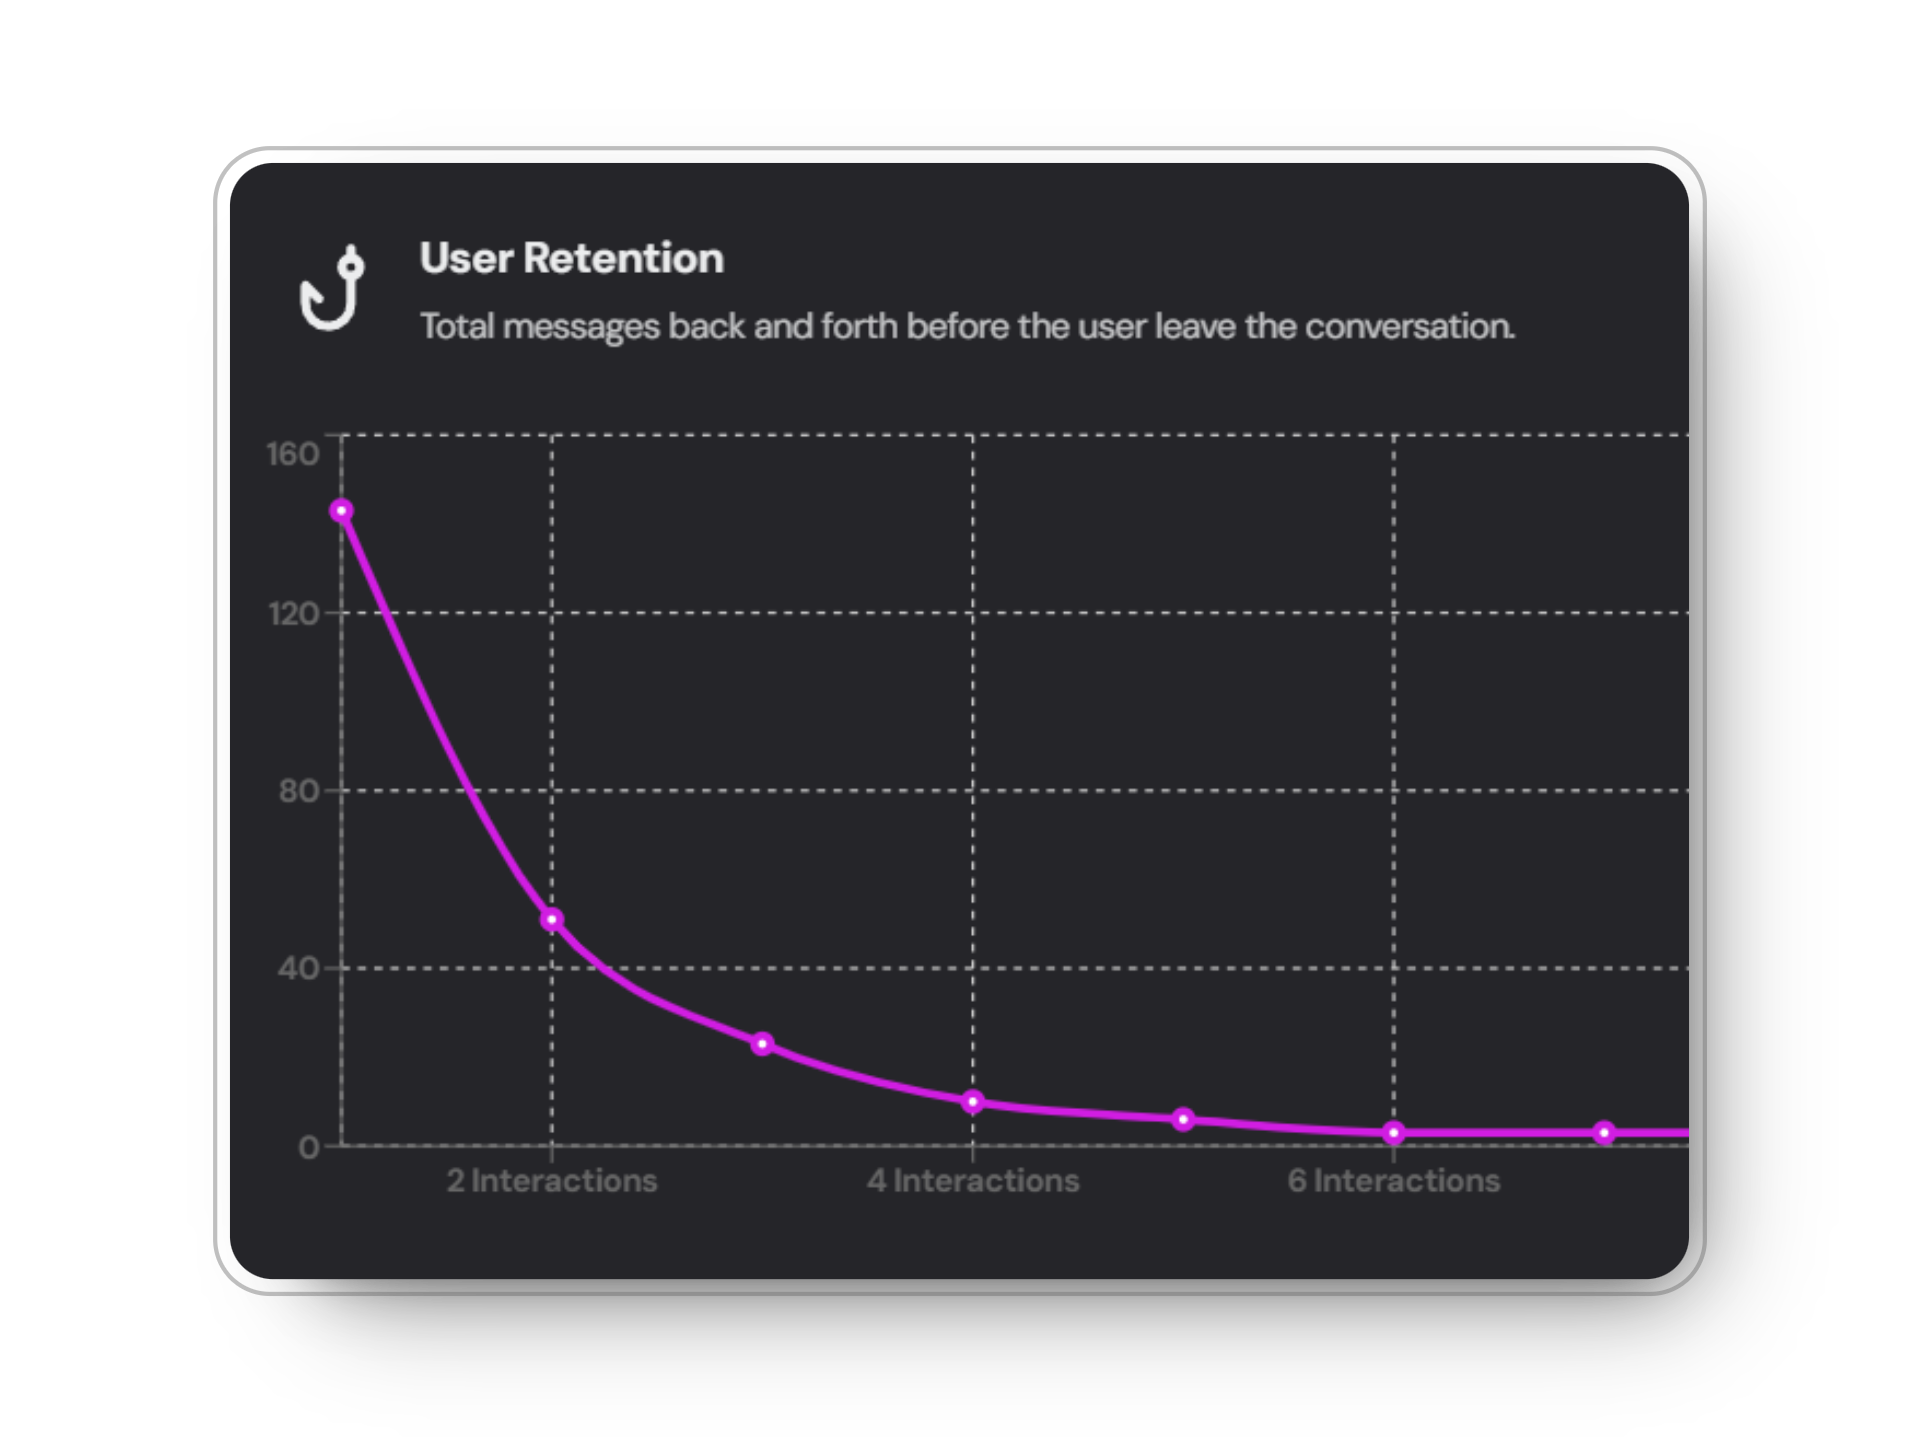 User Retention
Total messages back and forth before the user leave the conversation.
160
120
80
40
0
2 Interactions
4 Interactions
6 Interactions